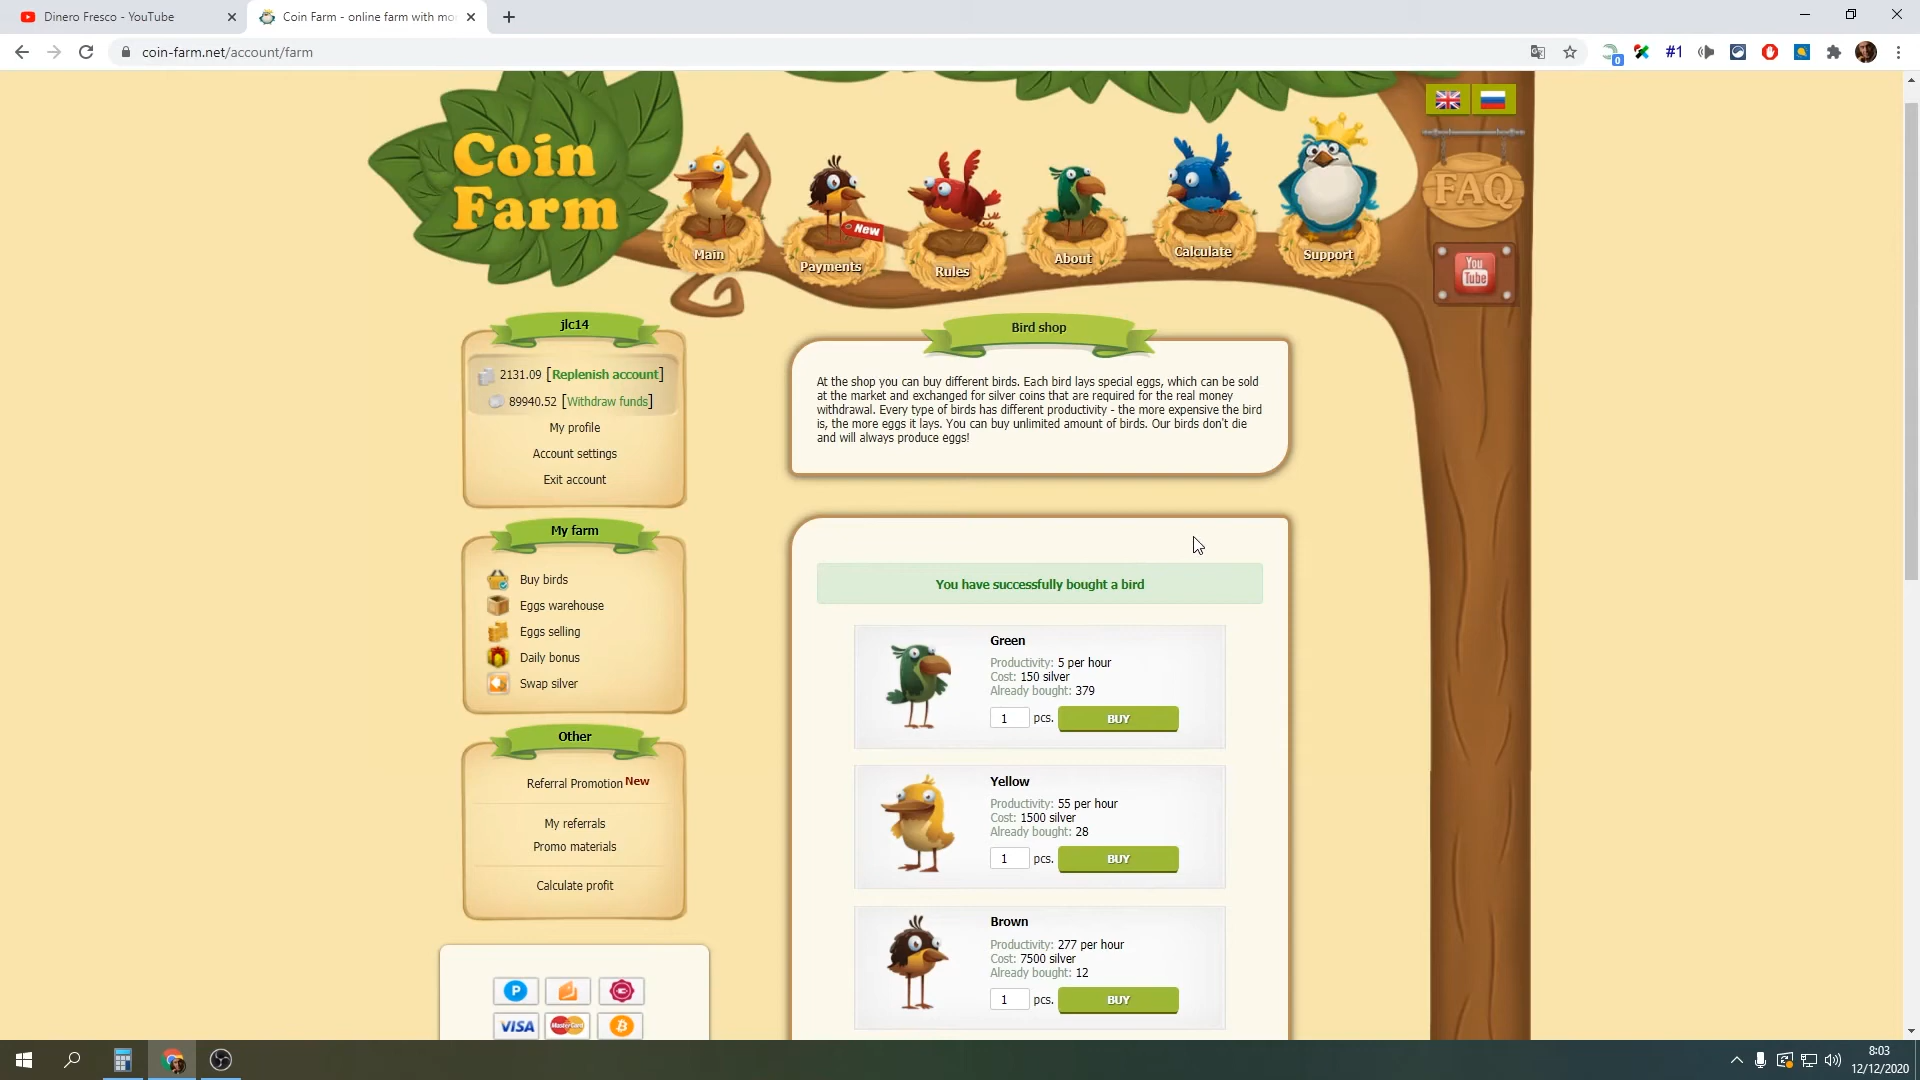 Dinero Fresco - YouTube
Coin Farm - online farm with mo
coin-farm.net/account/farm
0
#1
Coin
Farm
Main
Payments
New
Rules
About
Calculate
Support
FAQ
You
Tube
jlc14
2131.09 [Replenish account]
89940.52 [Withdraw funds]
My profile
Account settings
Exit account
My farm
Buy birds
Eggs warehouse
Eggs selling
Daily bonus
Swap silver
Other
Referral Promotion New
My referrals
Promo materials
Calculate profit
P
VISA
MasterCard
Bird shop
At the shop you can buy different birds. Each bird lays special eggs, which can be sold
at the market and exchanged for silver coins that are required for the real money
withdrawal. Every type of birds has different productivity - the more expensive the bird
is, the more eggs it lays. You can buy unlimited amount of birds. Our birds don't die
and will always produce eggs!
You have successfully bought a bird
Green
Productivity: 5 per hour
Cost: 150 silver
Already bought: 379
1 pcs. BUY
Yellow
Productivity: 55 per hour
Cost: 1500 silver
Already bought: 28
1 pcs. BUY
Brown
Productivity: 277 per hour
Cost: 7500 silver
Already bought: 12
1 pcs. BUY
8:03
12/12/2020